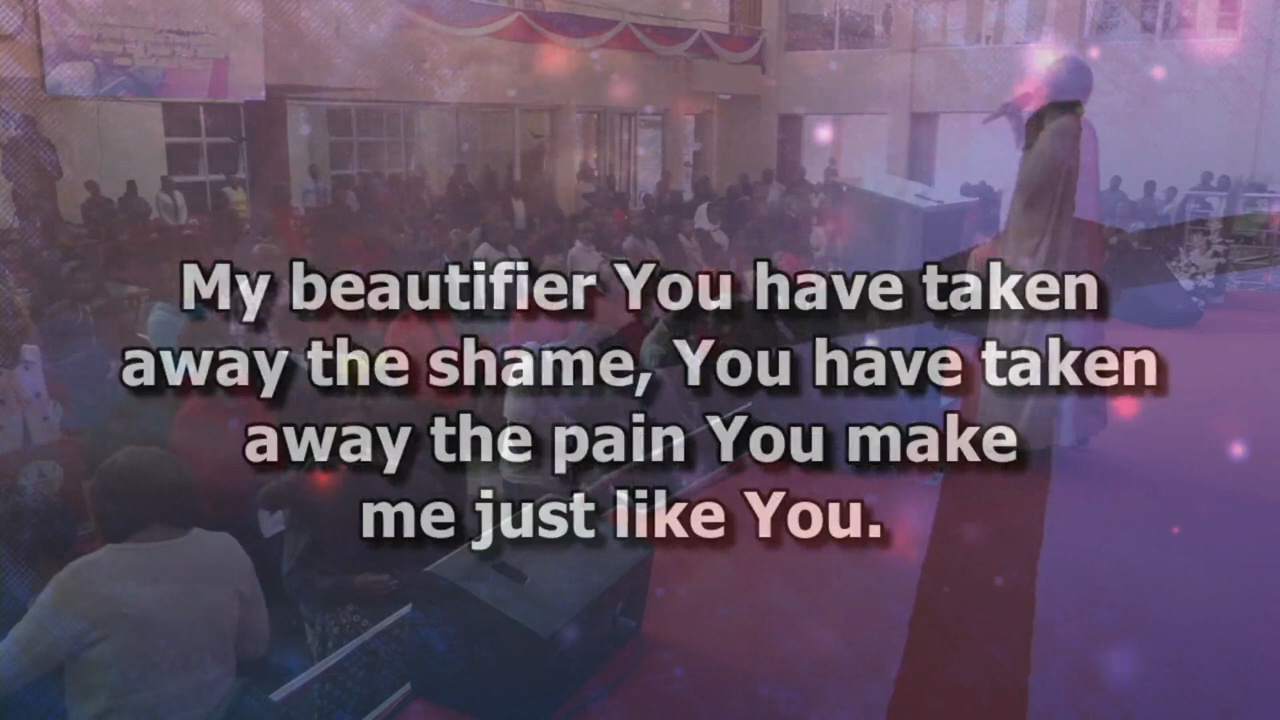 My beautifier You have taken
away the shame, You have taken
away the pain You make
me just like You.